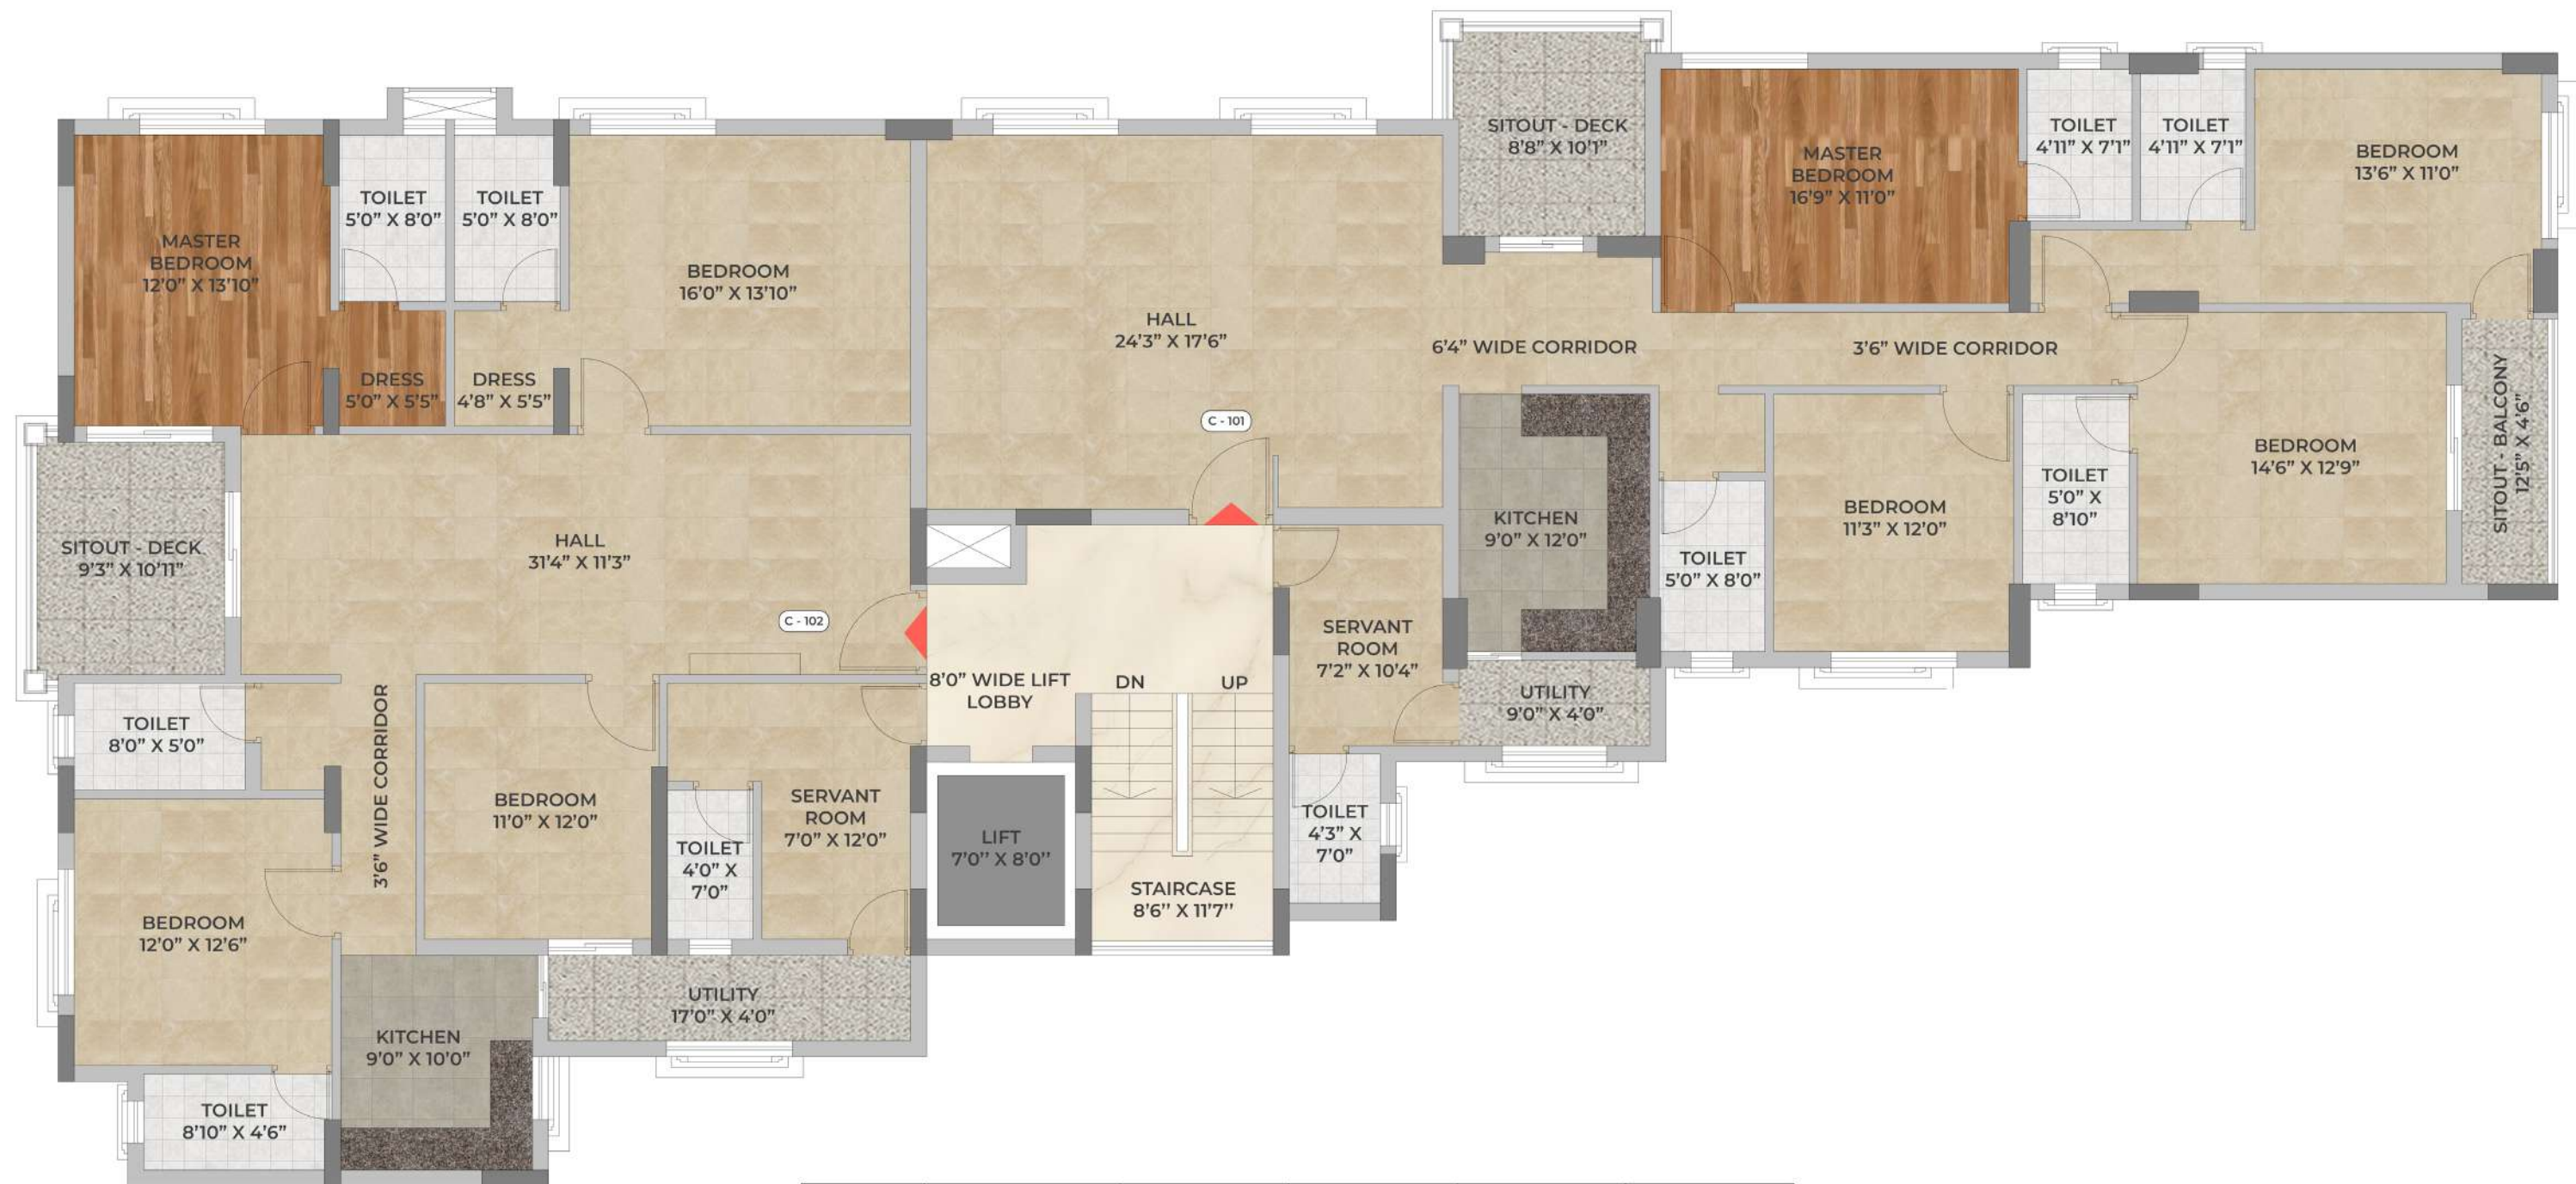 MASTER
BEDROOM
12'0" X 13'10"
TOILET
5'0" X 8'0"
TOILET
5'0" X 8'0"
BEDROOM
16'0" X 13'10"
DRESS
5'0" X 5'5"
DRESS
4'8" X 5'5"
SITOUT - DECK
9'3" X 10'11"
HALL
31'4" X 11'3"
C - 102
TOILET
8'0" X 5'0"
3'6" WIDE CORRIDOR
BEDROOM
11'0" X 12'0"
SERVANT
ROOM
7'0" X 12'0"
TOILET
4'0" X
7'0"
BEDROOM
12'0" X 12'6"
UTILITY
17'0" X 4'0"
KITCHEN
9'0" X 10'0"
TOILET
8'10" X 4'6"
HALL
24'3" X 17'6"
C - 101
SITOUT - DECK
8'8" X 10'1"
6'4" WIDE CORRIDOR
MASTER
BEDROOM
16'9" X 11'0"
TOILET
4'11" X 7'1"
TOILET
4'11" X 7'1"
BEDROOM
13'6" X 11'0"
3'6" WIDE CORRIDOR
KITCHEN
9'0" X 12'0"
TOILET
5'0" X 8'0"
BEDROOM
11'3" X 12'0"
TOILET
5'0" X
8'10"
BEDROOM
14'6" X 12'9"
SITOUT - BALCONY
12'5" X 4'6"
SERVANT
ROOM
7'2" X 10'4"
UTILITY
9'0" X 4'0"
TOILET
4'3" X
7'0"
8'0" WIDE LIFT
LOBBY
DN
UP
LIFT
7'0'' X 8'0''
STAIRCASE
8'6'' X 11'7''